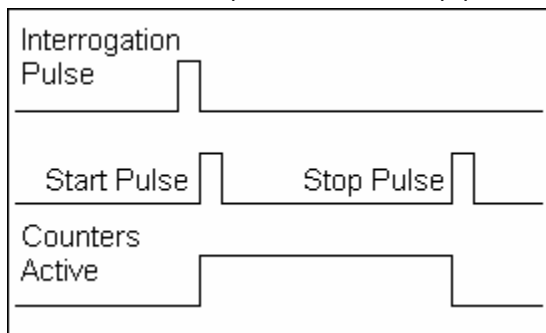 Interrogation
Pulse
Start Pulse Stop Pulse
Counters
Active